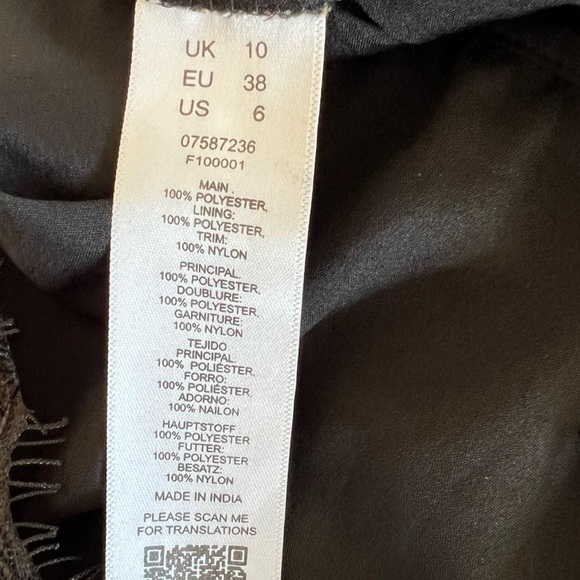 UK 10
EU 38
US 6
07587236
F100001
MAIN.
100% POLYESTER,
LINING:
100% POLYESTER,
TRIM:
100% NYLON
PRINCIPAL.
100% POLYESTER,
DOUBLURE:
100% POLYESTER,
GARNITURE:
100% NYLON
TEJIDO
PRINCIPAL.
100% POLIÉSTER,
FORRO:
100% POLIÉSTER,
ADORNO:
100% NAILON
HAUPTSTOFF.
100% POLYESTER
FUTTER:
100% POLYESTER
BESATZ:
100% NYLON
MADE IN INDIA
PLEASE SCAN ME
FOR TRANSLATIONS